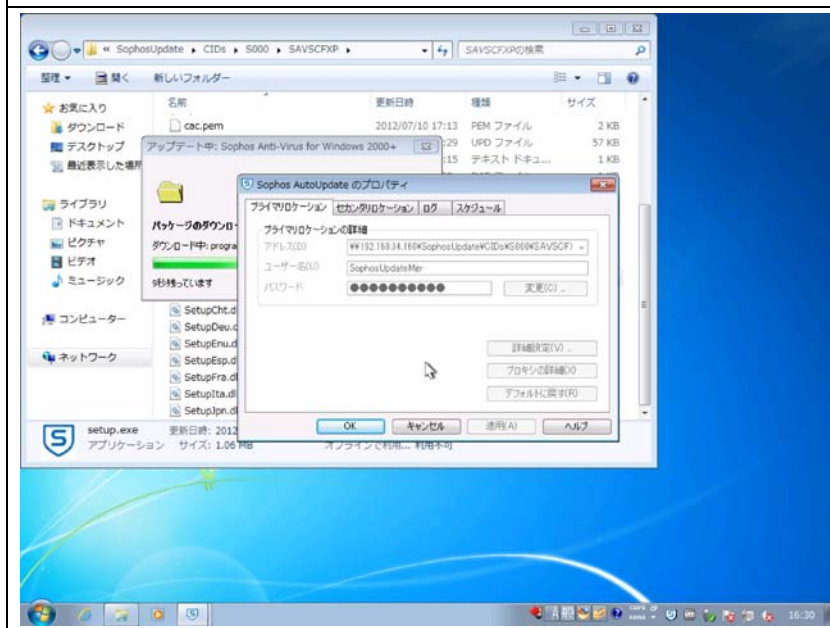 « SophosUpdate ▸ CIDs ▸ S000 ▸ SAVSCFXP ▸
SAVSCFXPの検索
整理 ▾ 開く 新しいフォルダー
お気に入り
ダウンロード
デスクトップ
最近表示した場所
ライブラリ
ドキュメント
ピクチャ
ビデオ
ミュージック
コンピューター
ネットワーク
名前 更新日時 種類 サイズ
cac.pem 2012/07/10 17:13 PEM ファイル 2 KB
:29 UPD ファイル 57 KB
:15 テキスト ドキュ... 1 KB
アップデート中: Sophos Anti-Virus for Windows 2000+
パッケージのダウンロ
ダウンロード中: progra
9秒残っています
SetupCht.d
SetupDeu.d
SetupEnu.d
SetupEsp.d
SetupFra.dl
SetupIta.dl
SetupJpn.dl
Sophos AutoUpdate のプロパティ
プライマリロケーション セカンダリロケーション ログ スケジュール
プライマリロケーションの詳細
アドレス(D) ¥¥192.168.34.160¥SophosUpdate¥CIDs¥S000¥SAVSCF
ユーザー名(U) SophosUpdateMer
パスワード ●●●●●●●●●●
変更(C) ...
詳細設定(V) ...
プロキシの詳細(X)
デフォルトに戻す(R)
OK キャンセル 適用(A) ヘルプ
setup.exe 更新日時: 2012
アプリケーション サイズ: 1.06 MB オフラインで利用... 利用不可
A 般 16:30